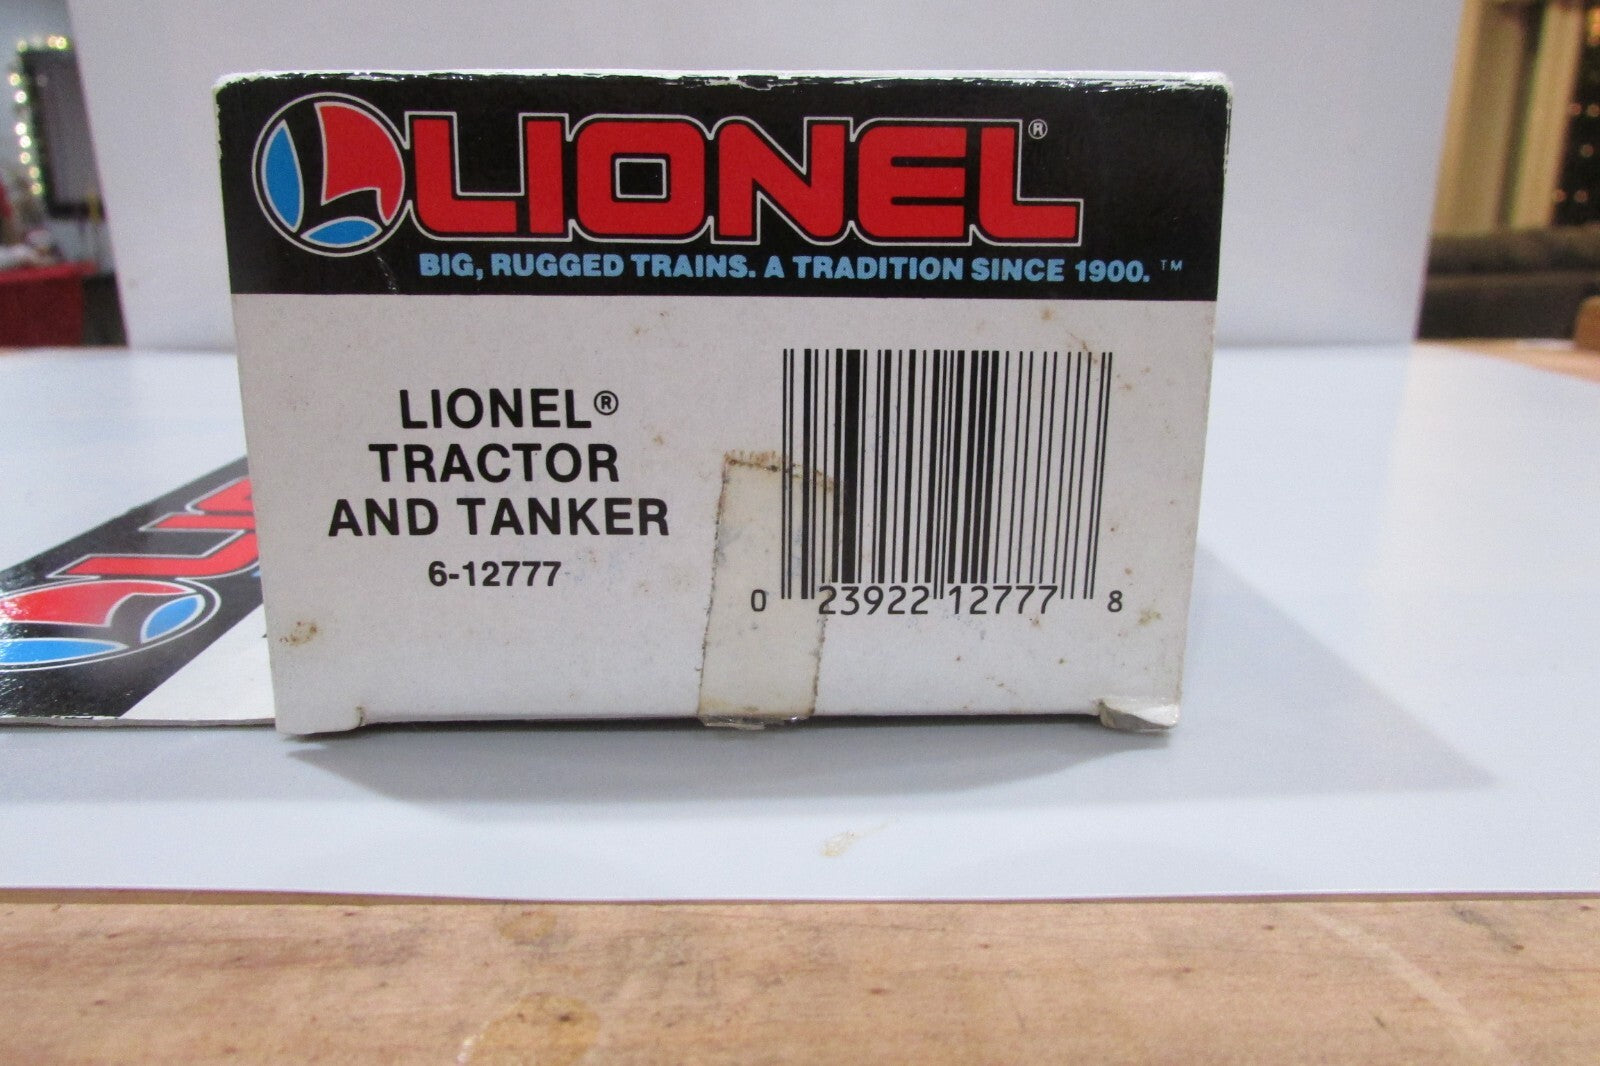 LIONEL®
BIG, RUGGED TRAINS. A TRADITION SINCE 1900.™
LIONEL®
TRACTOR
AND TANKER
6-12777
0 23922 12777 8